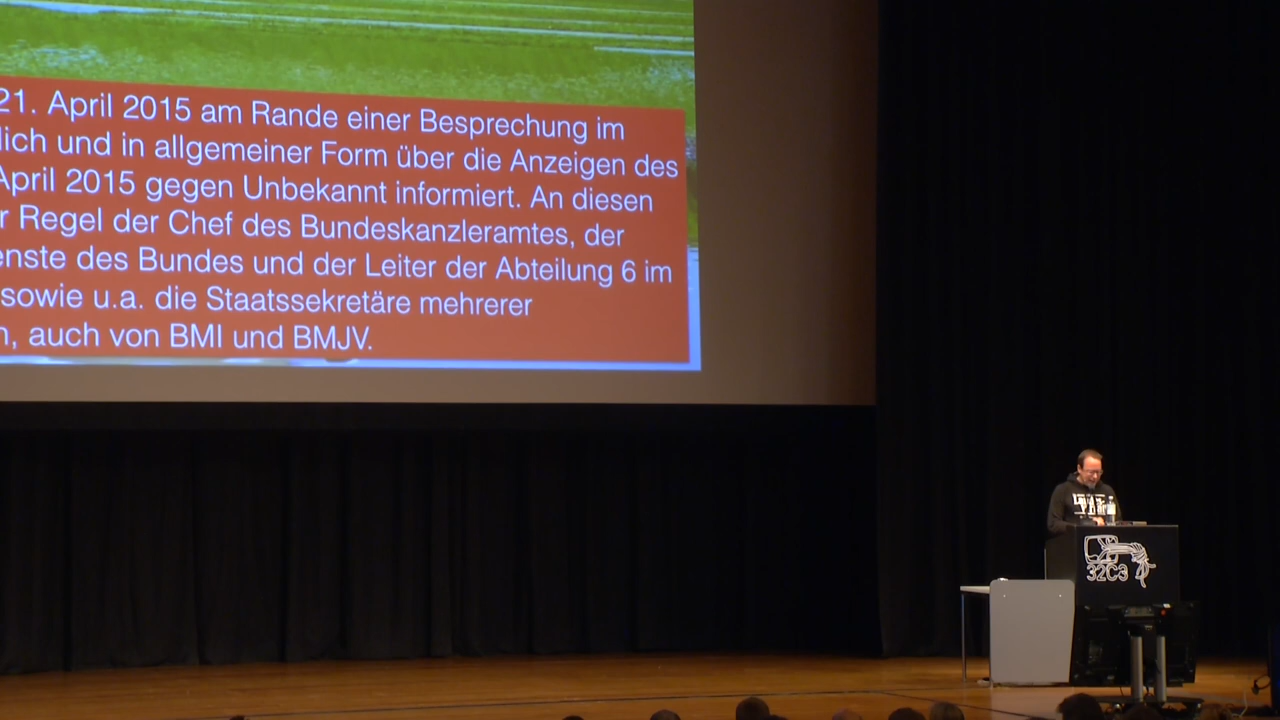 21. April 2015 am Rande einer Besprechung im
lich und in allgemeiner Form über die Anzeigen des
April 2015 gegen Unbekannt informiert. An diesen
r Regel der Chef des Bundeskanzleramtes, der
enste des Bundes und der Leiter der Abteilung 6 im
sowie u.a. die Staatssekretäre mehrerer
n, auch von BMI und BMJV.
32C3